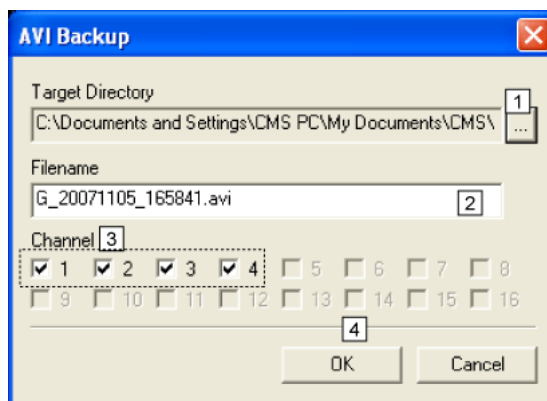 AVI Backup
Target Directory
1
C:\Documents and Settings\CMS PC\My Documents\CMS\
...
Filename
G_20071105_165841.avi
2
Channel 3
1 2 3 4 5 6 7 8
9 10 11 12 13 14 15 16
4
OK Cancel